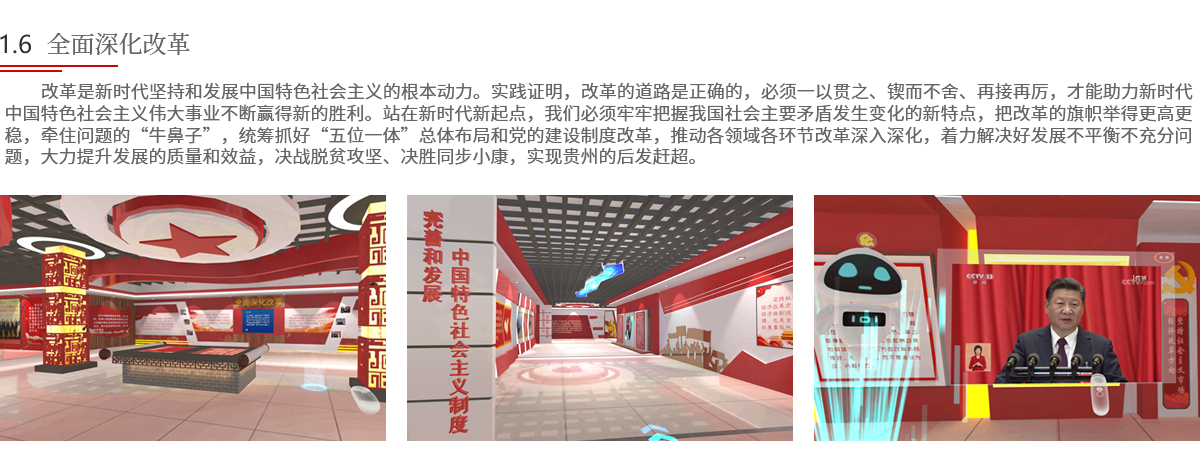 1.6 全面深化改革
改革是新时代坚持和发展中国特色社会主义的根本动力。实践证明，改革的道路是正确的，必须一以贯之、锲而不舍、再接再厉，才能助力新时代
中国特色社会主义伟大事业不断赢得新的胜利。站在新时代新起点，我们必须牢牢把握我国社会主要矛盾发生变化的新特点，把改革的旗帜举得更高更
稳，牵住问题的“牛鼻子”，统筹抓好“五位一体”总体布局和党的建设制度改革，推动各领域各环节改革深入深化，着力解决好发展不平衡不充分问
题，大力提升发展的质量和效益，决战脱贫攻坚、决胜同步小康，实现贵州的后发赶超。
全面深化改革
完善和发展
中国特色社会主义制度
CCTV 13